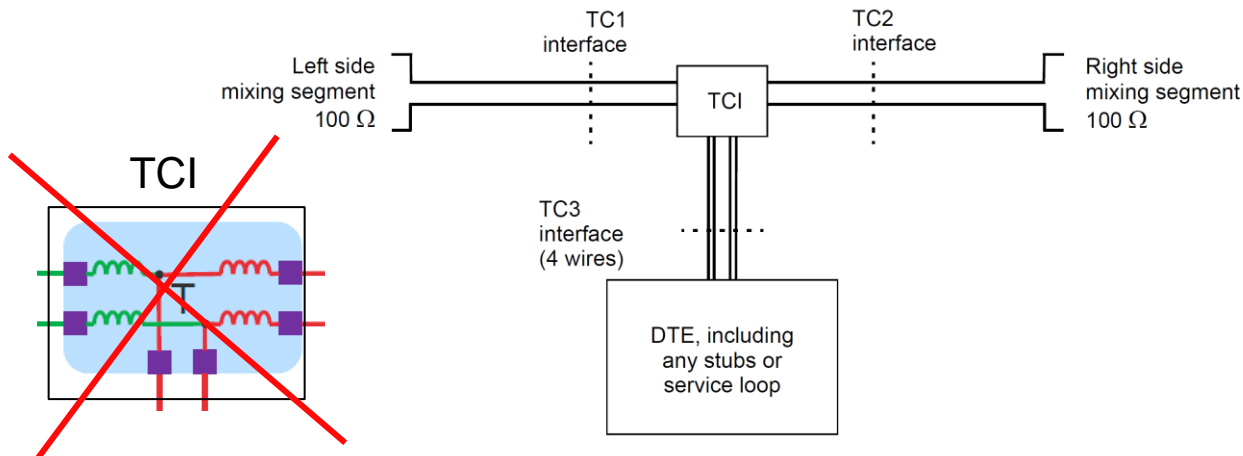 TC1
interface
TC2
interface
Left side
mixing segment
100 Ω
TCI
Right side
mixing segment
100 Ω
TCI
T
TC3
interface
(4 wires)
DTE, including
any stubs or
service loop